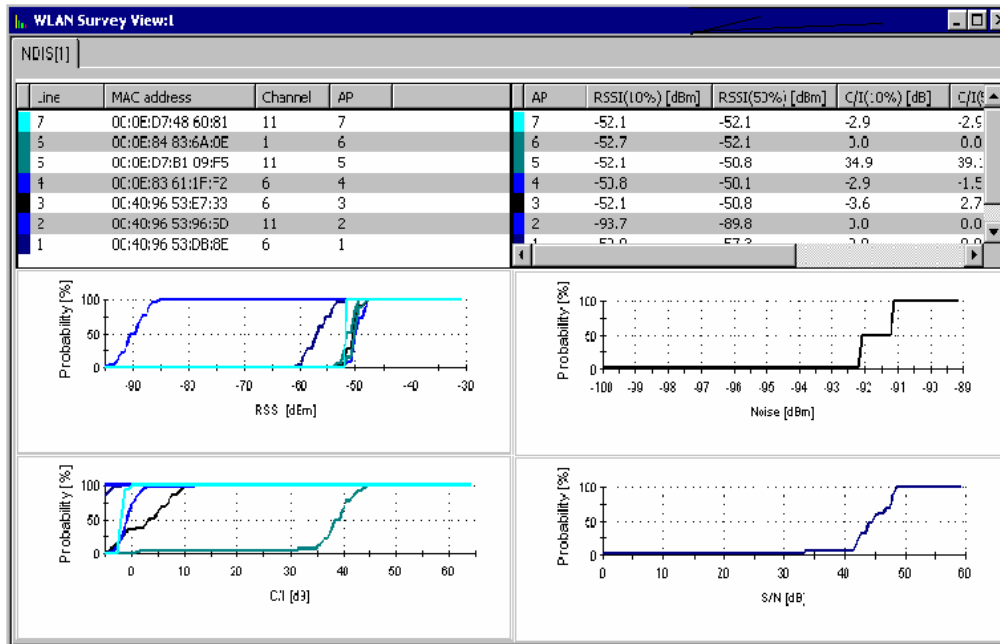 WLAN Survey View:1
NDIS[1]
Line MAC address Channel AP
7 00:0E:D7:48 60:81 11 7
6 00:0E:84 83:6A:0E 1 6
5 00:0E:D7:B1 09:F5 11 5
4 00:0E:83 61:1F:F2 6 4
3 00:40:96 53:E7:33 6 3
2 00:40:96 53:96:5D 11 2
1 00:40:96 53:DB:8E 6 1
AP RSSI(10%) [dBm] RSSI(50%) [dBm] C/I(10%) [dB]
7 -52.1 -52.1 -2.9 -2.9
6 -52.7 -52.1 0.0 0.0
5 -52.1 -50.8 34.9
4 -50.8 -50.1 -2.9 -1.5
3 -52.1 -50.8 -3.6 2.7
2 -93.7 -89.8 0.0 0.0
Probability [%]
100
50
0
-90 -80 -70 -60 -50 -40 -30
RSS [dBm]
Probability [%]
100
50
0
-100 -99 -98 -97 -96 -95 -94 -93 -92 -91 -90 -89
Noise [dBm]
Probability [%]
100
50
0
0 10 20 30 40 50 60
C/I [dB]
Probability [%]
100
50
0
0 10 20 30 40 50 60
S/N [dB]